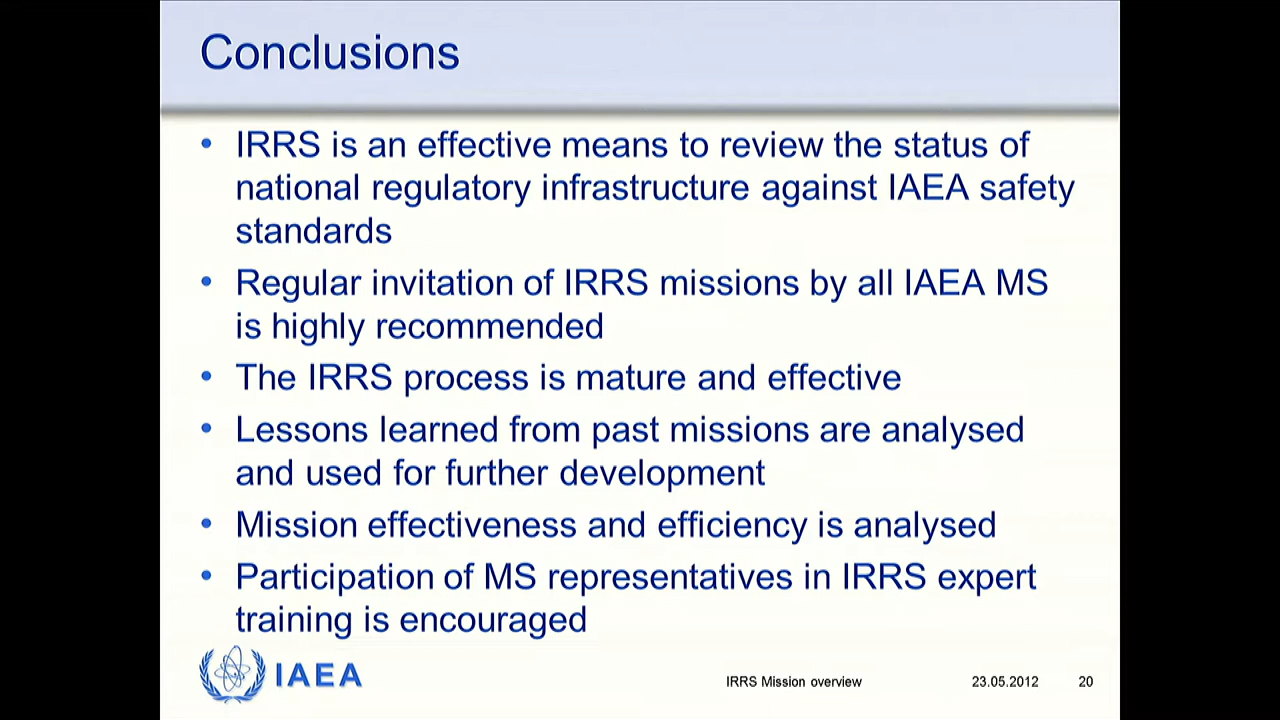 Conclusions
• IRRS is an effective means to review the status of
national regulatory infrastructure against IAEA safety
standards
• Regular invitation of IRRS missions by all IAEA MS
is highly recommended
• The IRRS process is mature and effective
• Lessons learned from past missions are analysed
and used for further development
• Mission effectiveness and efficiency is analysed
• Participation of MS representatives in IRRS expert
training is encouraged
IAEA
IRRS Mission overview 23.05.2012 20